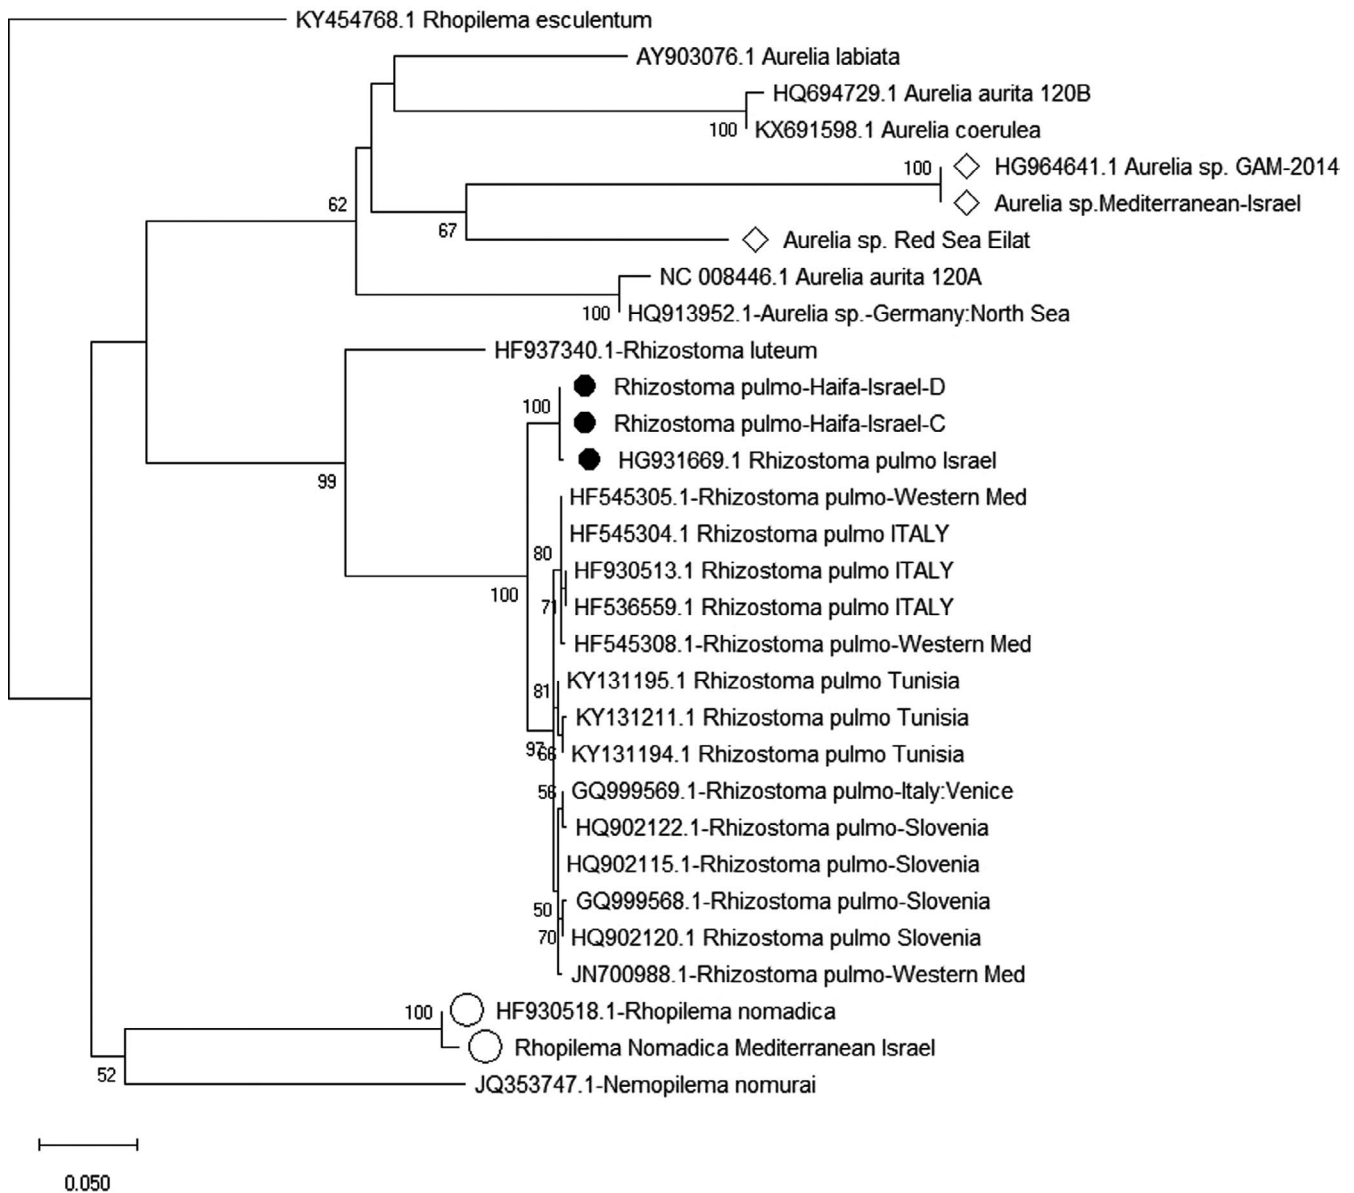 KY454768.1 Rhopilema esculentum
AY903076.1 Aurelia labiata
HQ694729.1 Aurelia aurita 120B
100 KX691598.1 Aurelia coerulea
100 HG964641.1 Aurelia sp. GAM-2014
Aurelia sp.Mediterranean-Israel
62
67 Aurelia sp. Red Sea Eilat
NC 008446.1 Aurelia aurita 120A
100 HQ913952.1-Aurelia sp.-Germany:North Sea
HF937340.1-Rhizostoma luteum
Rhizostoma pulmo-Haifa-Israel-D
100
Rhizostoma pulmo-Haifa-Israel-C
HG931669.1 Rhizostoma pulmo Israel
99
HF545305.1-Rhizostoma pulmo-Western Med
HF545304.1 Rhizostoma pulmo ITALY
80
HF930513.1 Rhizostoma pulmo ITALY
100 71 HF536559.1 Rhizostoma pulmo ITALY
HF545308.1-Rhizostoma pulmo-Western Med
81 KY131195.1 Rhizostoma pulmo Tunisia
KY131211.1 Rhizostoma pulmo Tunisia
97 66 KY131194.1 Rhizostoma pulmo Tunisia
56 GQ999569.1-Rhizostoma pulmo-Italy:Venice
HQ902122.1-Rhizostoma pulmo-Slovenia
HQ902115.1-Rhizostoma pulmo-Slovenia
50 GQ999568.1-Rhizostoma pulmo-Slovenia
70 HQ902120.1 Rhizostoma pulmo Slovenia
JN700988.1-Rhizostoma pulmo-Western Med
100 HF930518.1-Rhopilema nomadica
Rhopilema Nomadica Mediterranean Israel
52 JQ353747.1-Nemopilema nomurai
0.050